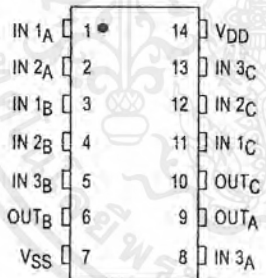 IN 1A 1 14 VDD
IN 2A 2 13 IN 3C
IN 1B 3 12 IN 2C
IN 2B 4 11 IN 1C
IN 3B 5 10 OUTC
OUTB 6 9 OUTA
VSS 7 8 IN 3A